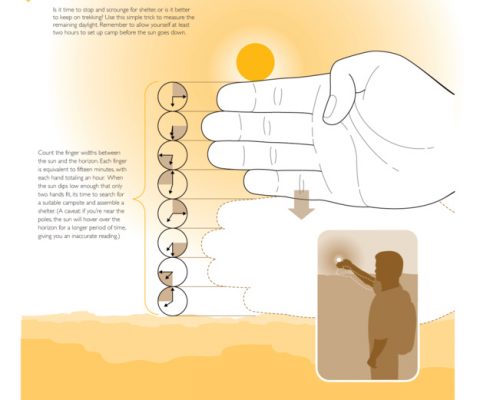 Is it time to stop and scrounge for shelter, or is it better
to keep on trekking? Use this simple trick to measure the
remaining daylight. Remember to allow yourself at least
two hours to set up camp before the sun goes down.
Count the finger widths between
the sun and the horizon. Each finger
is equivalent to fifteen minutes, with
each hand totaling an hour. When
the sun dips low enough that only
two hands fit, its time to search for
a suitable campsite and assemble a
shelter. (A caveat: if you're near the
poles, the sun will hover over the
horizon for a longer period of time,
giving you an inaccurate reading.)